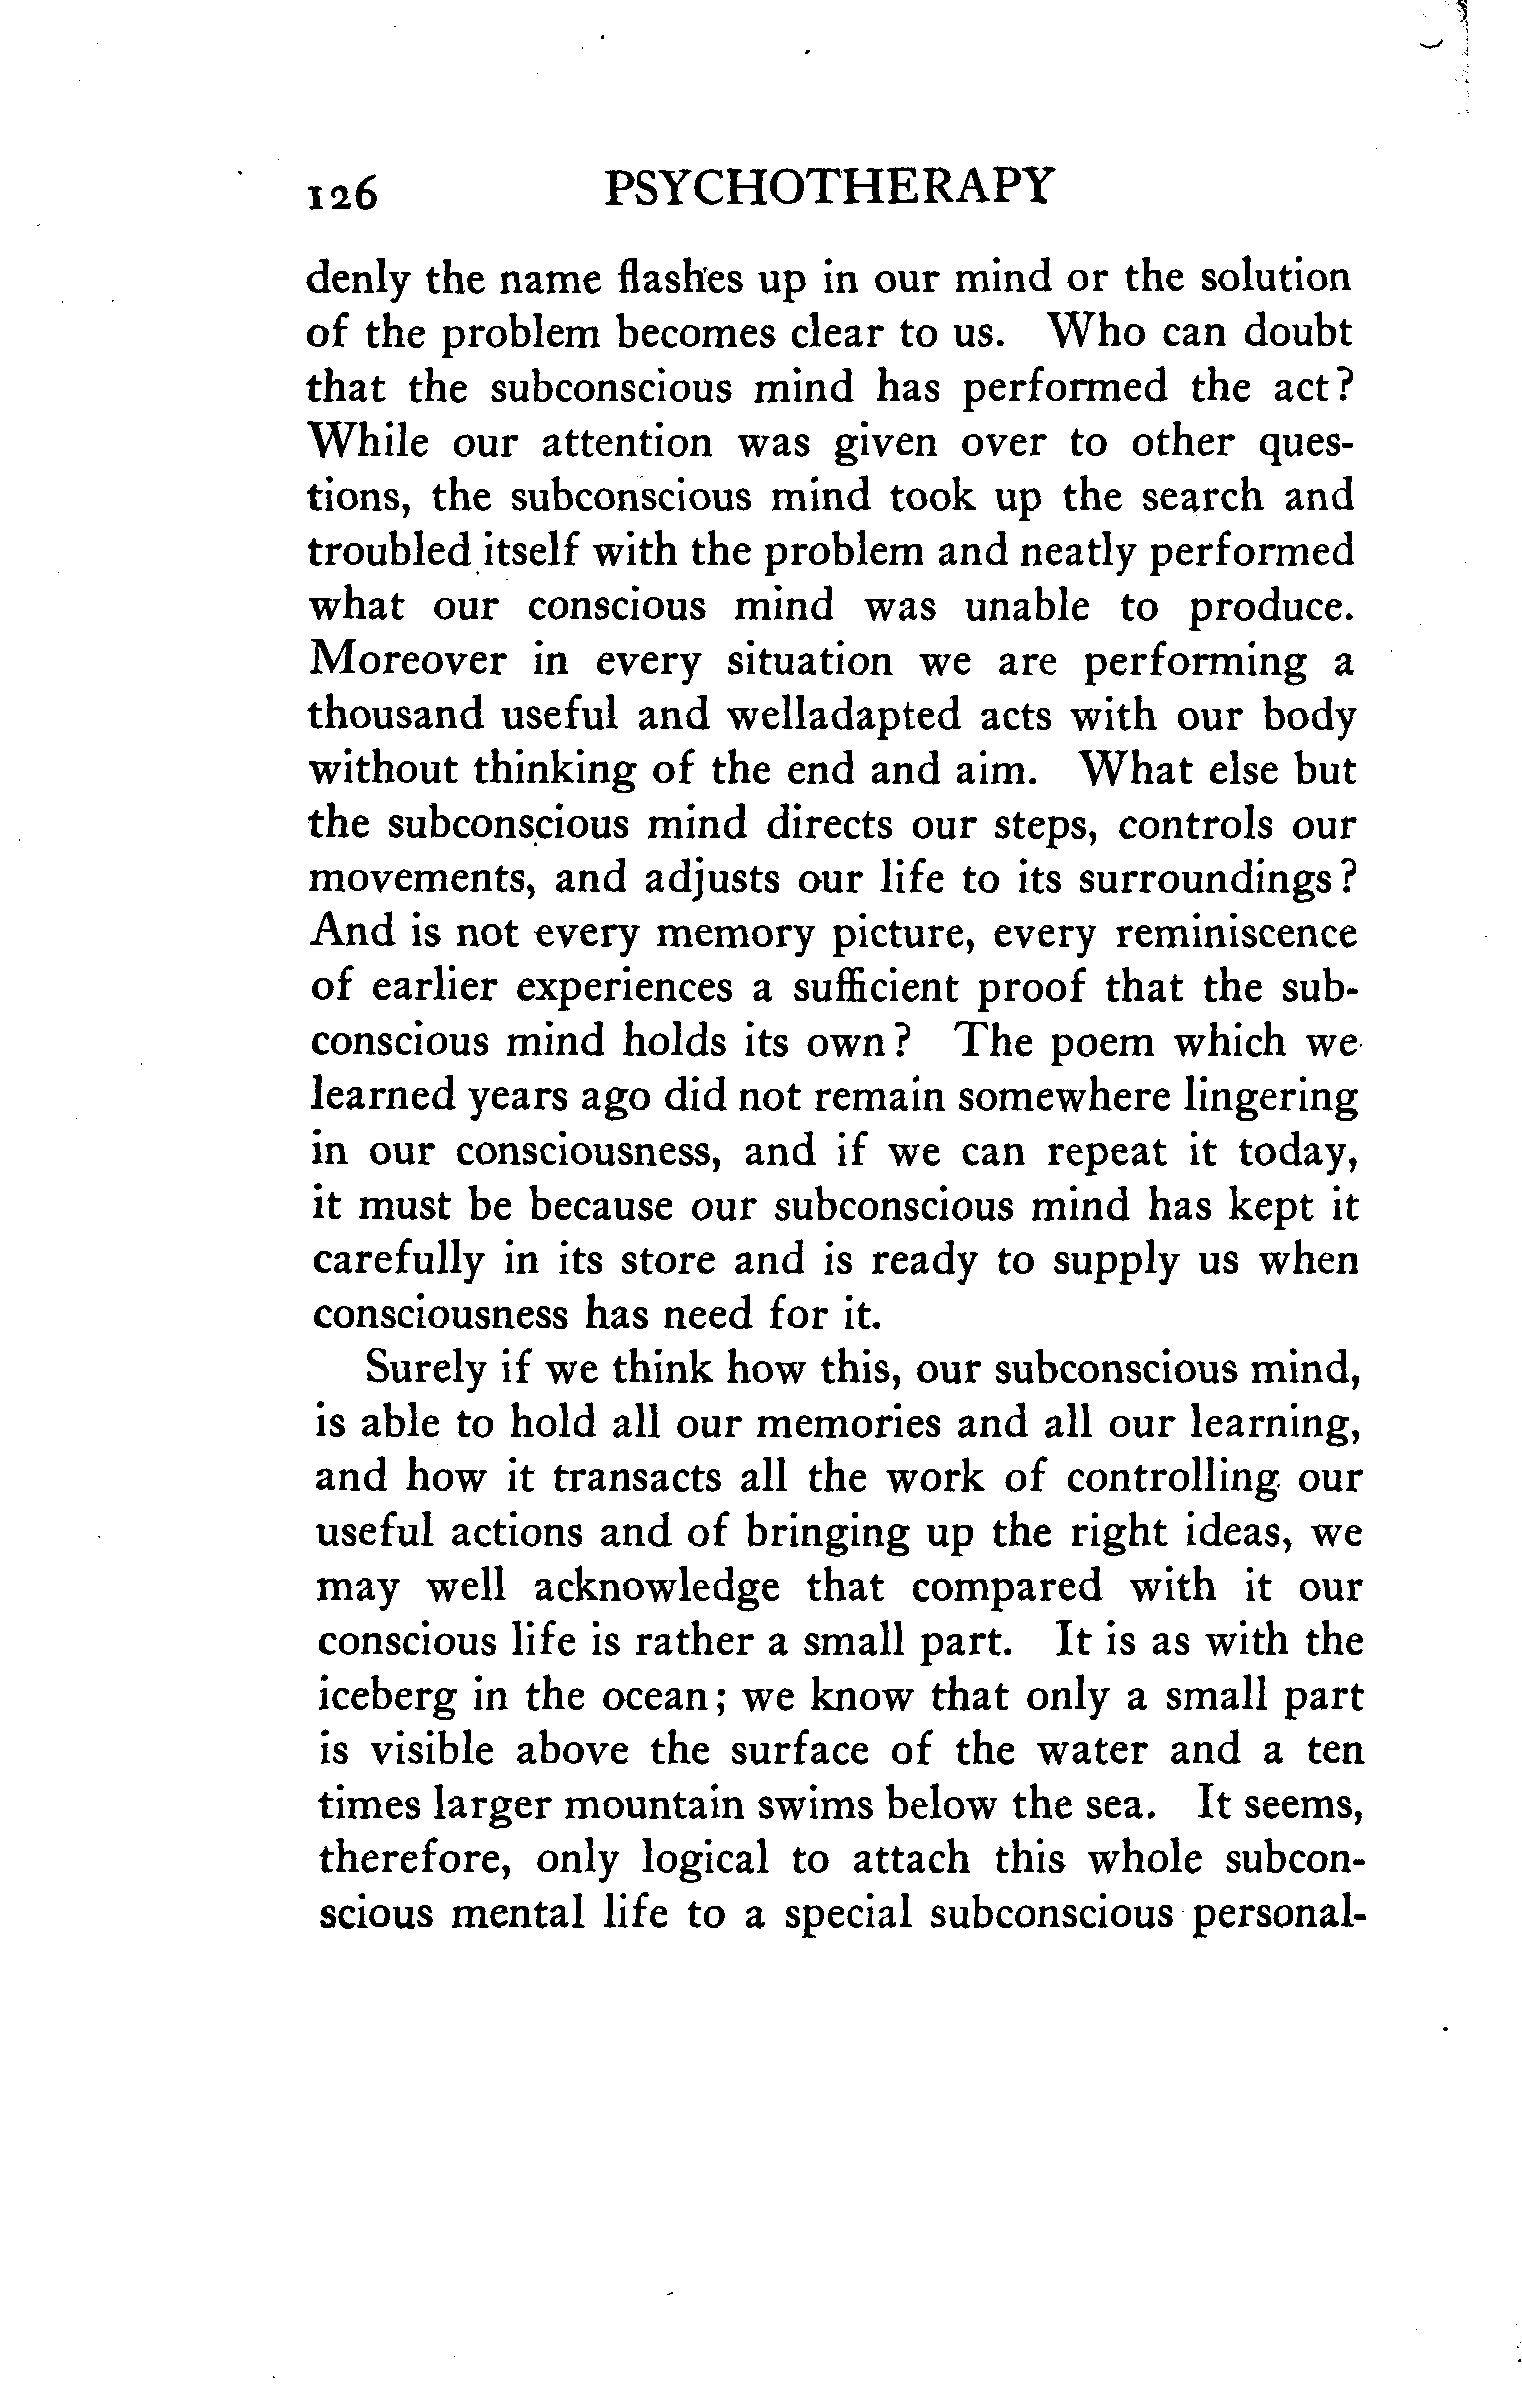 126 PSYCHOTHERAPY
denly the name flashes up in our mind or the solution
of the problem becomes clear to us. Who can doubt
that the subconscious mind has performed the act?
While our attention was given over to other ques-
tions, the subconscious mind took up the search and
troubled itself with the problem and neatly performed
what our conscious mind was unable to produce.
Moreover in every situation we are performing a
thousand useful and welladapted acts with our body
without thinking of the end and aim. What else but
the subconscious mind directs our steps, controls our
movements, and adjusts our life to its surroundings?
And is not every memory picture, every reminiscence
of earlier experiences a sufficient proof that the sub-
conscious mind holds its own? The poem which we
learned years ago did not remain somewhere lingering
in our consciousness, and if we can repeat it today,
it must be because our subconscious mind has kept it
carefully in its store and is ready to supply us when
consciousness has need for it.
Surely if we think how this, our subconscious mind,
is able to hold all our memories and all our learning,
and how it transacts all the work of controlling our
useful actions and of bringing up the right ideas, we
may well acknowledge that compared with it our
conscious life is rather a small part. It is as with the
iceberg in the ocean; we know that only a small part
is visible above the surface of the water and a ten
times larger mountain swims below the sea. It seems,
therefore, only logical to attach this whole subcon-
scious mental life to a special subconscious personal-